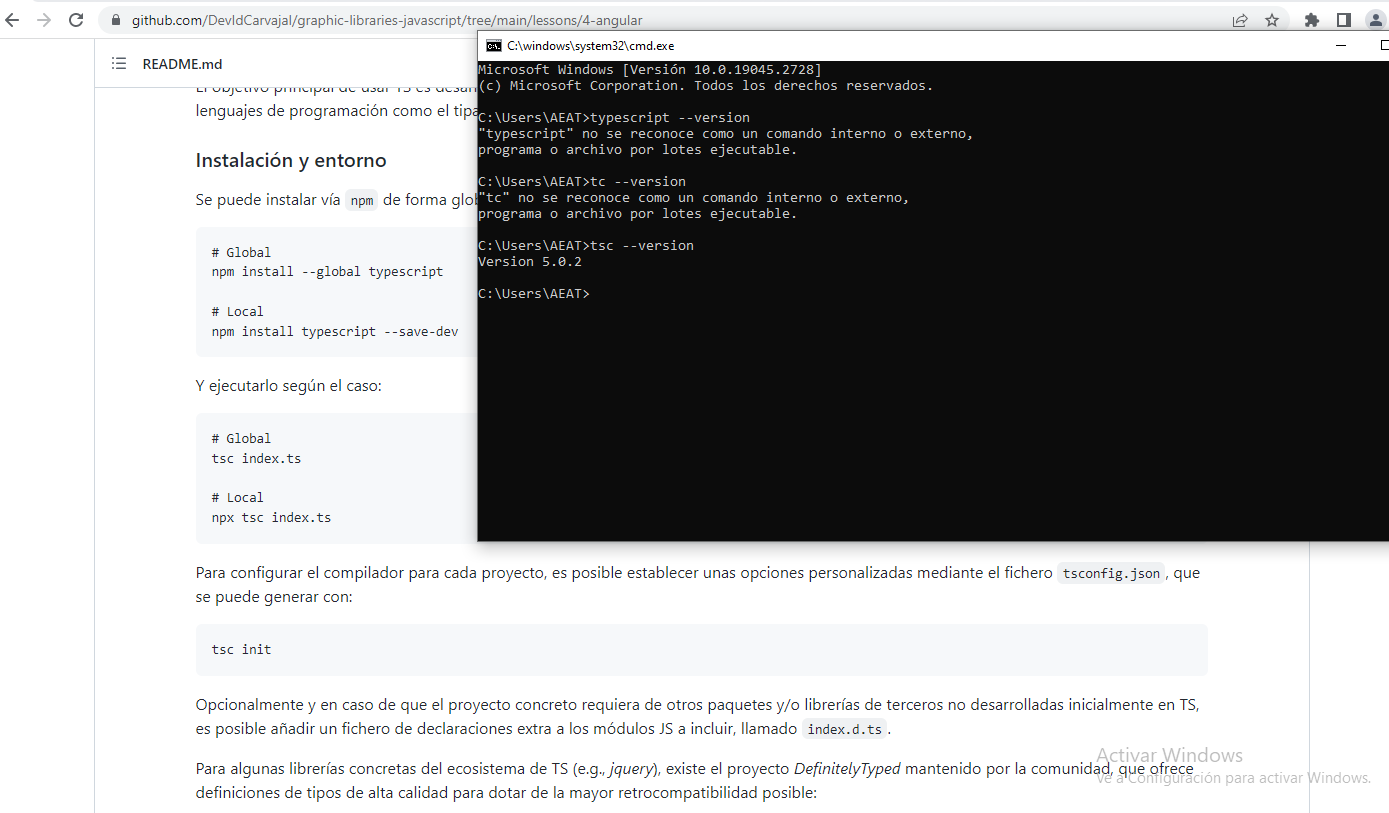 github.com/DevIdCarvajal/graphic-libraries-javascript/tree/main/lessons/4-angular
README.md
El objetivo principal de usar TS es
lenguajes de programación como el
Instalación y entorno
Se puede instalar vía npm de forma
# Global
npm install --global typescript
# Local
npm install typescript --save-dev
Y ejecutarlo según el caso:
# Global
tsc index.ts
# Local
npx tsc index.ts
C:\windows\system32\cmd.exe
Microsoft Windows [Versión 10.0.19045.2728]
(c) Microsoft Corporation. Todos los derechos reservados.
C:\Users\AEAT>typescript --version
"typescript" no se reconoce como un comando interno o externo,
programa o archivo por lotes ejecutable.
C:\Users\AEAT>tc --version
"tc" no se reconoce como un comando interno o externo,
programa o archivo por lotes ejecutable.
C:\Users\AEAT>tsc --version
Version 5.0.2
C:\Users\AEAT>
Para configurar el compilador para cada proyecto, es posible establecer unas opciones personalizadas mediante el fichero tsconfig.json, que
se puede generar con:
tsc init
Opcionalmente y en caso de que el proyecto concreto requiera de otros paquetes y/o librerías de terceros no desarrolladas inicialmente en TS,
es posible añadir un fichero de declaraciones extra a los módulos JS a incluir, llamado index.d.ts.
Para algunas librerías concretas del ecosistema de TS (e.g., jquery), existe el proyecto DefinitelyTyped mantenido por la comunidad, que ofrece
definiciones de tipos de alta calidad para dotar de la mayor retrocompatibilidad posible:
Activar Windows
Ve a Configuración para activar Windows.